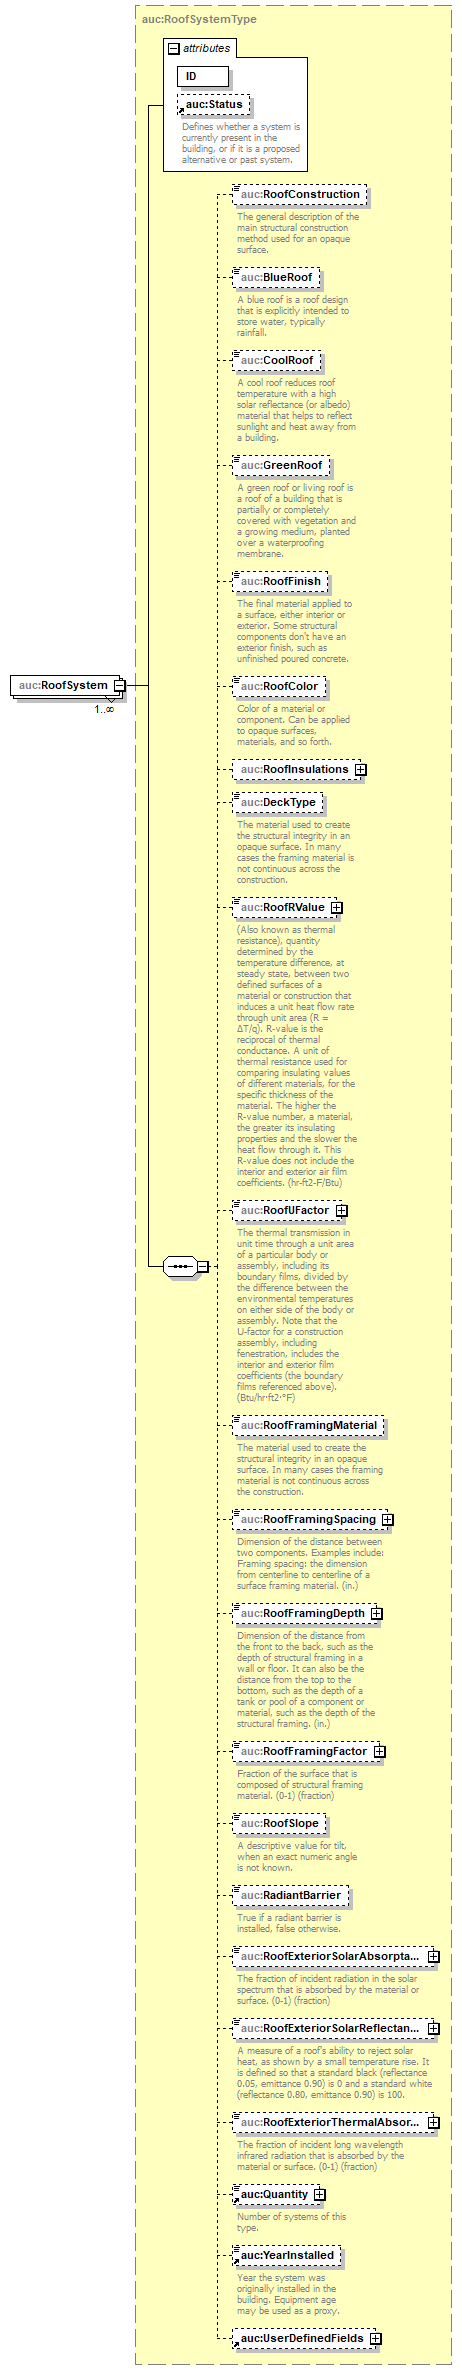 auc:RoofSystemType
attributes
ID
auc:Status
Defines whether a system is
currently present in the
building, or if it is a proposed
alternative or past system.
auc:RoofConstruction
The general description of the
main structural construction
method used for an opaque
surface.
auc:BlueRoof
A blue roof is a roof design
that is explicitly intended to
store water, typically
rainfall.
auc:CoolRoof
A cool roof reduces roof
temperature with a high
solar reflectance (or albedo)
material that helps to reflect
sunlight and heat away from
a building.
auc:GreenRoof
A green roof or living roof is
a roof of a building that is
partially or completely
covered with vegetation and
a growing medium, planted
over a waterproofing
membrane.
auc:RoofFinish
The final material applied to
a surface, either interior or
exterior. Some structural
components don't have an
exterior finish, such as
unfinished poured concrete.
auc:RoofSystem
1..∞
auc:RoofColor
Color of a material or
component. Can be applied
to opaque surfaces,
materials, and so forth.
auc:RoofInsulations
auc:DeckType
The material used to create
the structural integrity in an
opaque surface. In many
cases the framing material is
not continuous across the
construction.
auc:RoofRValue
(Also known as thermal
resistance), quantity
determined by the
temperature difference, at
steady state, between two
defined surfaces of a
material or construction that
induces a unit heat flow rate
through unit area (R =
ΔT/q). R-value is the
reciprocal of thermal
conductance. A unit of
thermal resistance used for
comparing insulating values
of different materials, for the
specific thickness of the
material. The higher the
R-value number, a material,
the greater its insulating
properties and the slower the
heat flow through it. This
R-value does not include the
interior and exterior air film
coefficients. (hr-ft2-F/Btu)
auc:RoofUFactor
The thermal transmission in
unit time through a unit area
of a particular body or
assembly, including its
boundary films, divided by
the difference between the
environmental temperatures
on either side of the body or
assembly. Note that the
U-factor for a construction
assembly, including
fenestration, includes the
interior and exterior film
coefficients (the boundary
films referenced above).
(Btu/hr·ft2·°F)
auc:RoofFramingMaterial
The material used to create the
structural integrity in an opaque
surface. In many cases the framing
material is not continuous across
the construction.
auc:RoofFramingSpacing
Dimension of the distance between
two components. Examples include:
Framing spacing: the dimension
from centerline to centerline of a
surface framing material. (in.)
auc:RoofFramingDepth
Dimension of the distance from
the front to the back, such as the
depth of structural framing in a
wall or floor. It can also be the
distance from the top to the
bottom, such as the depth of a
tank or pool of a component or
material, such as the depth of the
structural framing. (in.)
auc:RoofFramingFactor
Fraction of the surface that is
composed of structural framing
material. (0-1) (fraction)
auc:RoofSlope
A descriptive value for tilt,
when an exact numeric angle
is not known.
auc:RadiantBarrier
True if a radiant barrier is
installed, false otherwise.
auc:RoofExteriorSolarAbsorpta...
The fraction of incident radiation in the solar
spectrum that is absorbed by the material or
surface. (0-1) (fraction)
auc:RoofExteriorSolarReflectan...
A measure of a roof's ability to reject solar
heat, as shown by a small temperature rise. It
is defined so that a standard black (reflectance
0.05, emittance 0.90) is 0 and a standard white
(reflectance 0.80, emittance 0.90) is 100.
auc:RoofExteriorThermalAbsor...
The fraction of incident long wavelength
infrared radiation that is absorbed by the
material or surface. (0-1) (fraction)
auc:Quantity
Number of systems of this
type.
auc:YearInstalled
Year the system was
originally installed in the
building. Equipment age
may be used as a proxy.
auc:UserDefinedFields